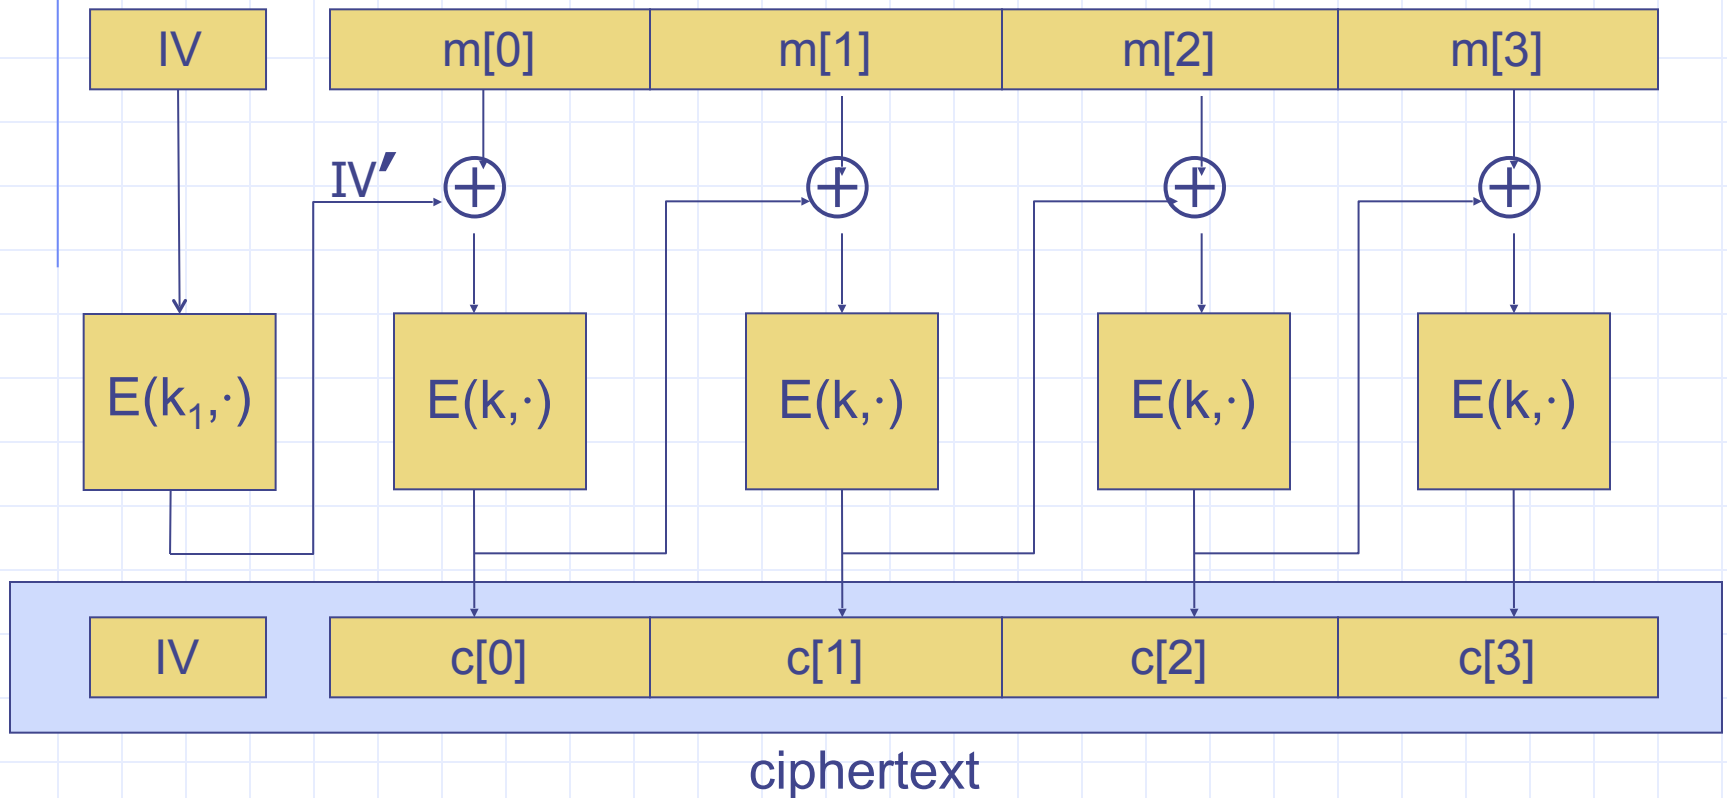 IV m[0] m[1] m[2] m[3]
IV′
E(k₁,·) E(k,·) E(k,·) E(k,·) E(k,·)
IV c[0] c[1] c[2] c[3]
ciphertext